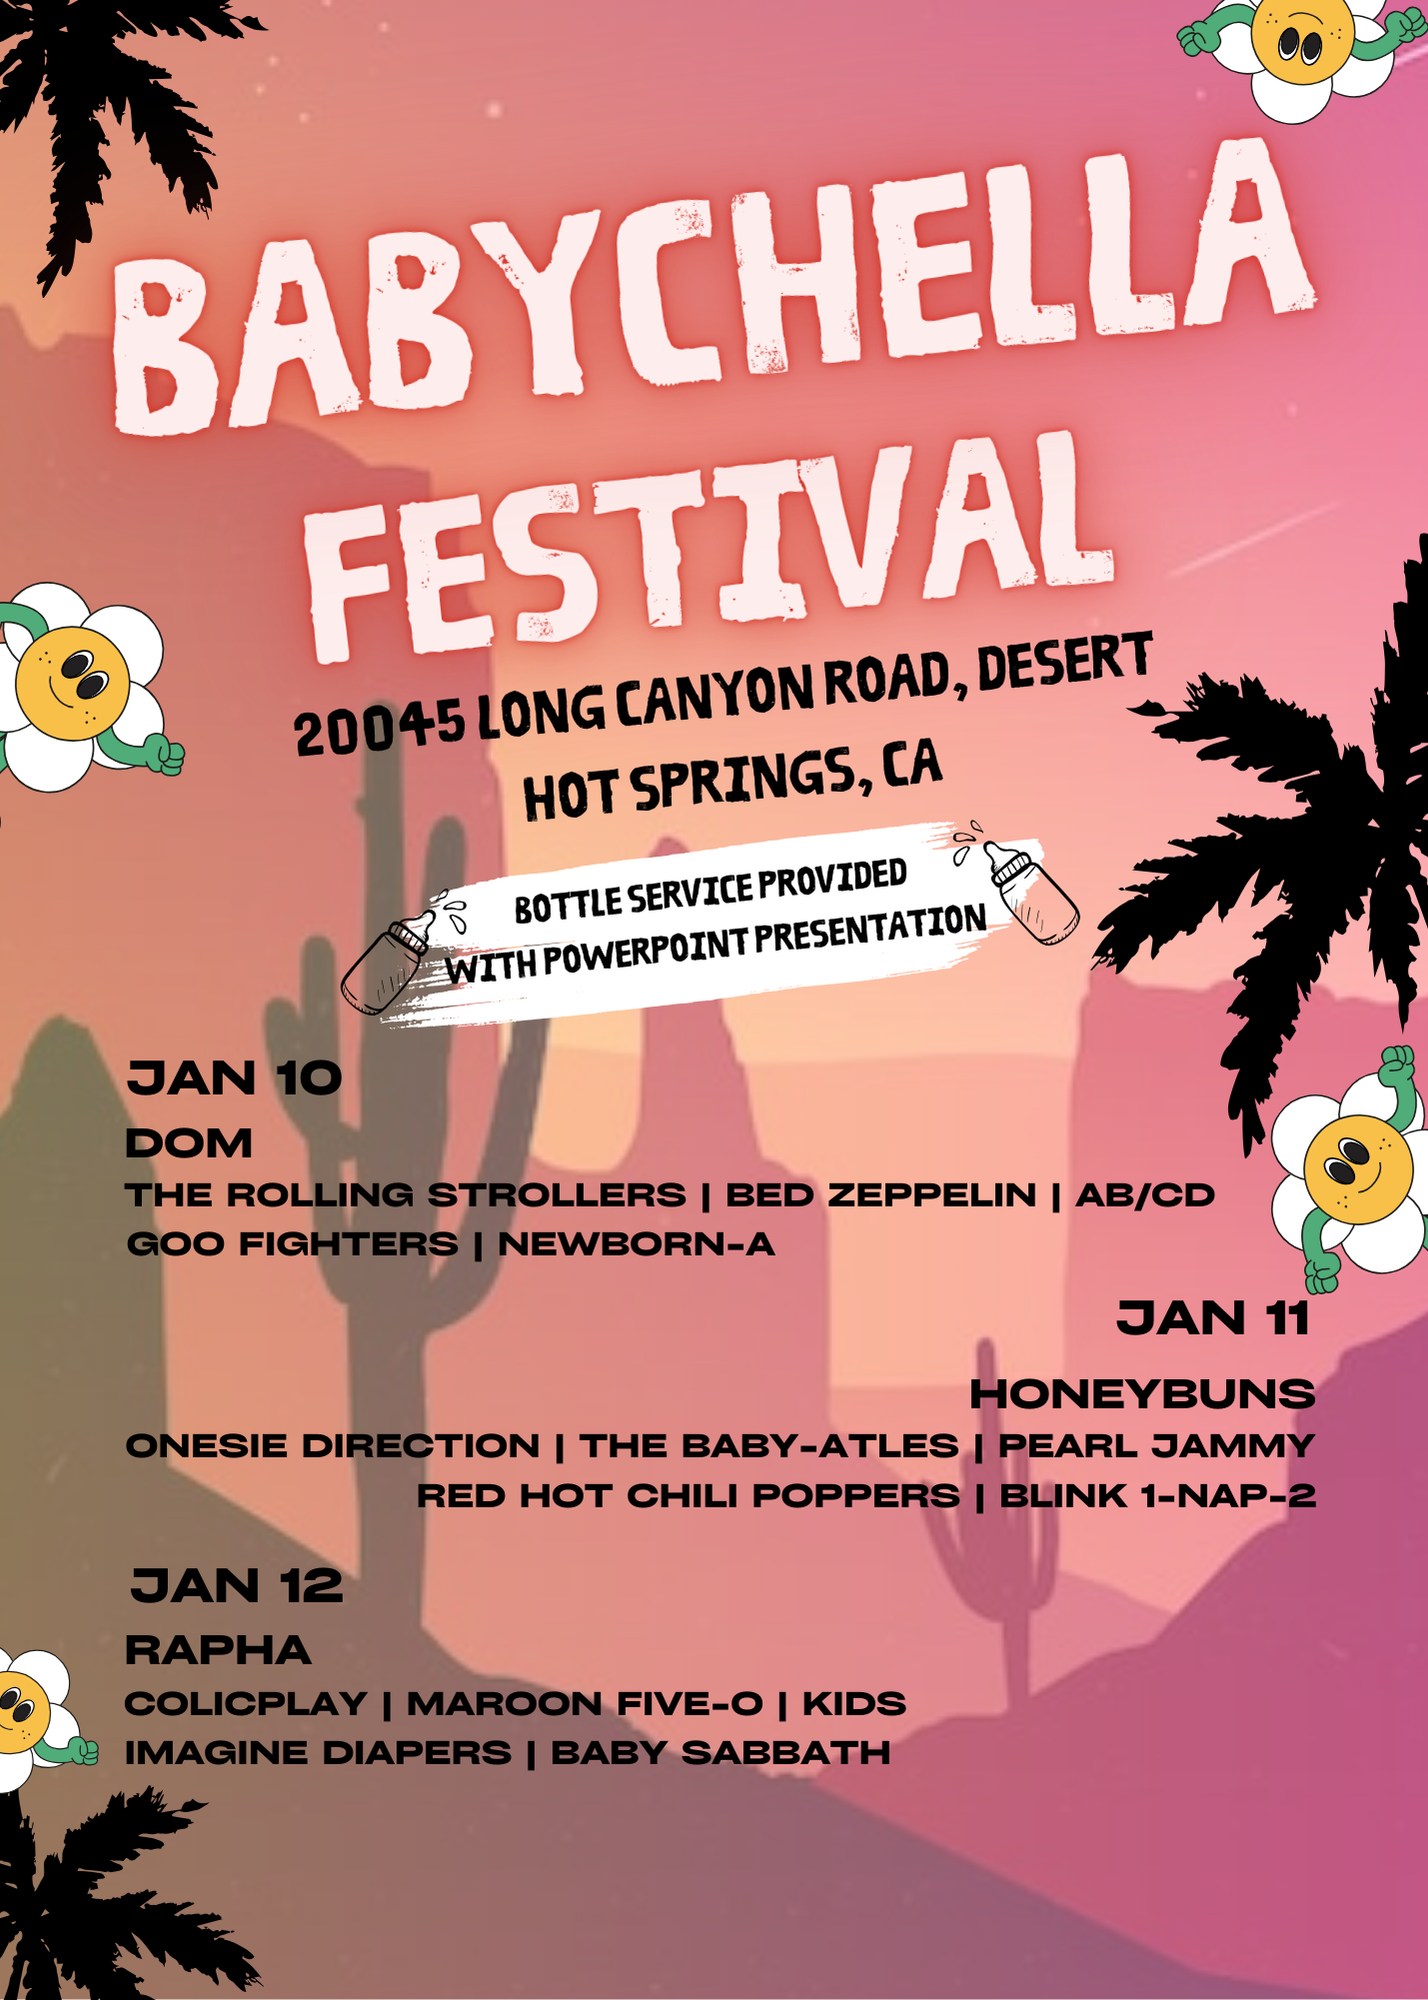 BABYCHELLA
FESTIVAL
20045 LONG CANYON ROAD, DESERT
HOT SPRINGS, CA
BOTTLE SERVICE PROVIDED
WITH POWERPOINT PRESENTATION
JAN 10
DOM
THE ROLLING STROLLERS | BED ZEPPELIN | AB/CD
GOO FIGHTERS | NEWBORN-A
JAN 11
HONEYBUNS
ONESIE DIRECTION | THE BABY-ATLES | PEARL JAMMY
RED HOT CHILI POPPERS | BLINK 1-NAP-2
JAN 12
RAPHA
COLICPLAY | MAROON FIVE-O | KIDS
IMAGINE DIAPERS | BABY SABBATH